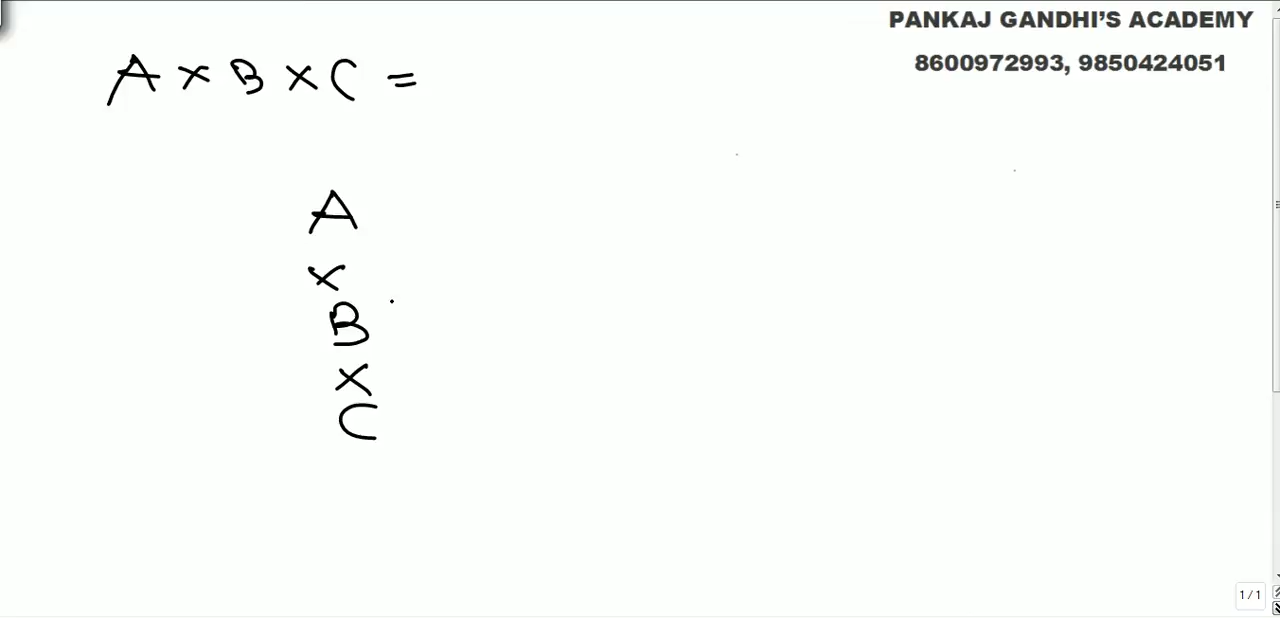 PANKAJ GANDHI'S ACADEMY
8600972993, 9850424051
A × B × C =
A
×
B
×
C
1 / 1